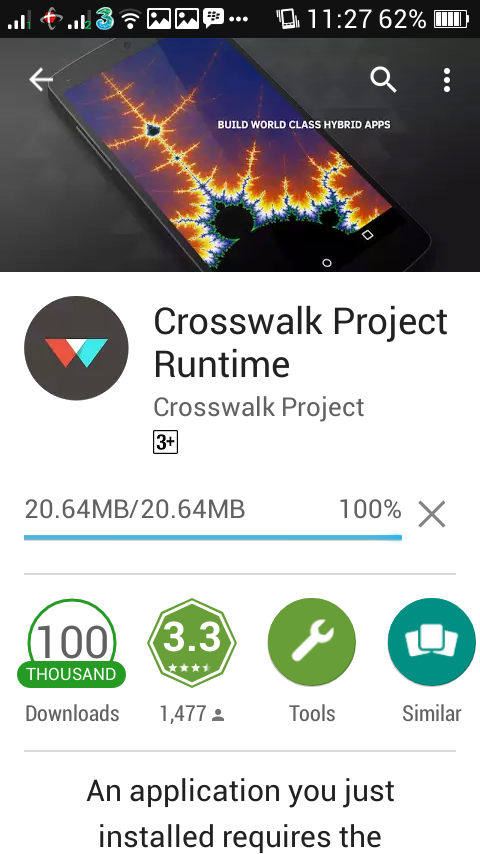 2 3 11:27 62%
BUILD WORLD CLASS HYBRID APPS
Crosswalk Project
Runtime
Crosswalk Project
3+
20.64MB/20.64MB 100%
100 3.3
THOUSAND
Downloads 1,477 Tools Similar
An application you just
installed requires the